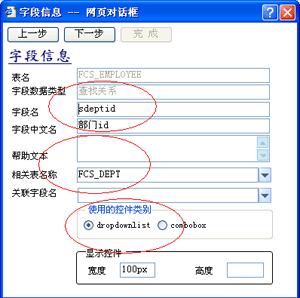 字段信息 -- 网页对话框
上一步 下一步 完 成
字段信息
表名 FCS_EMPLOYEE
字段数据类型 查找关系
字段名 sdeptid
字段中文名 部门id
帮助文本
相关表名称 FCS_DEPT
关联字段名
使用的控件类别
dropdownlist combobox
显示控件
宽度 100px 高度